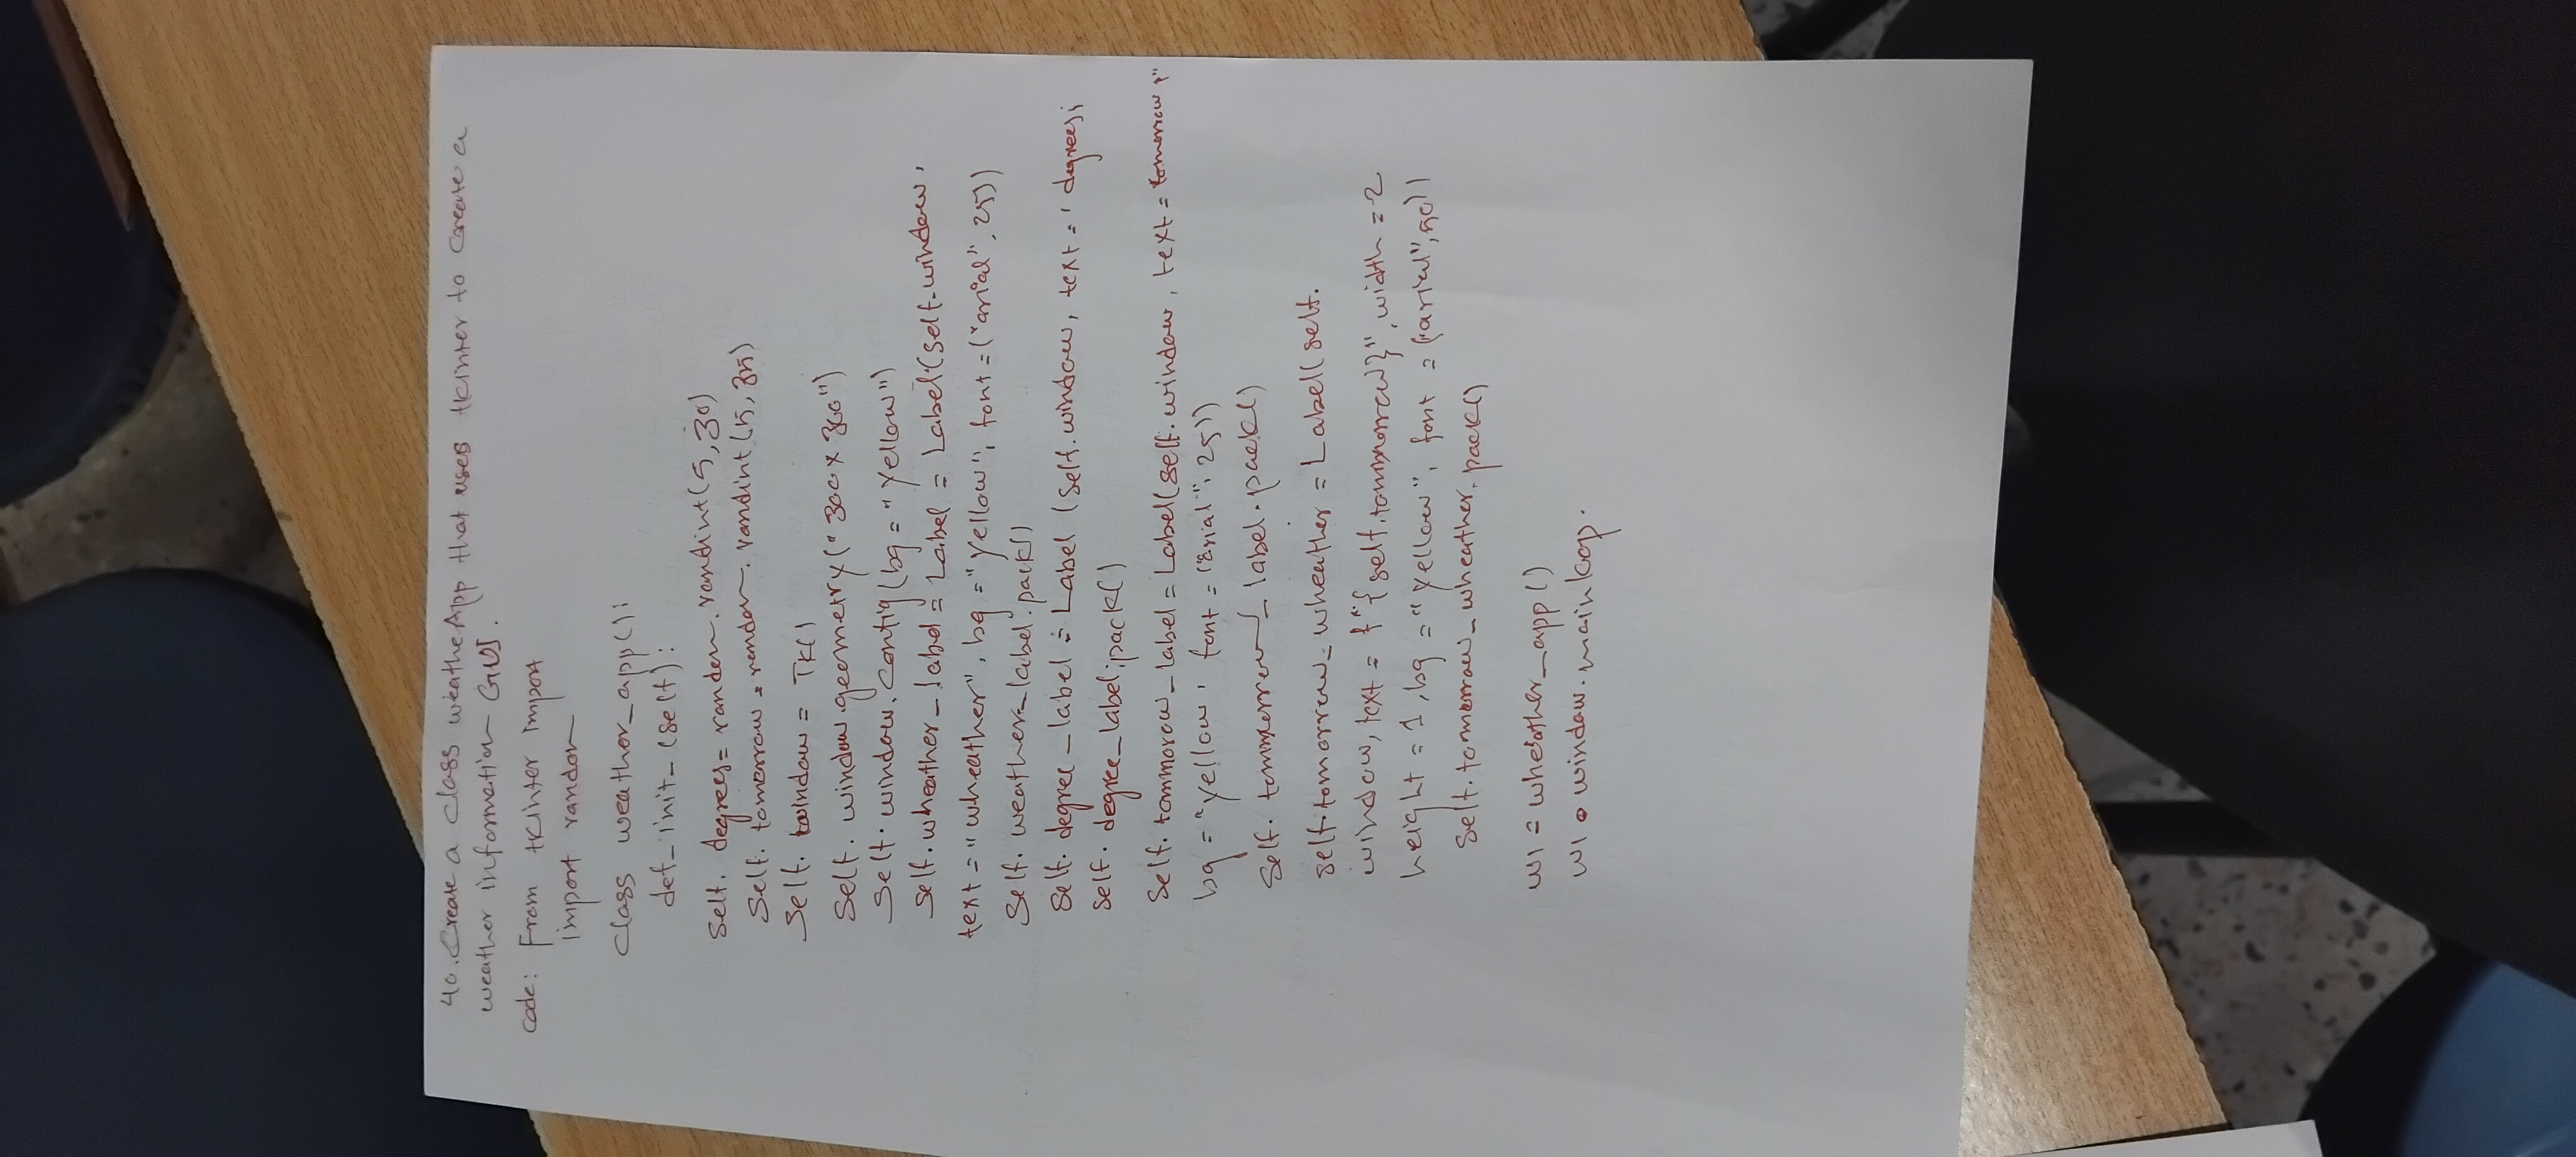 40. Create a class weatheApp that uses tkinter to create a
weather information GUI.
code: From tkinter import
import random
class weather_app():
def_init_(self):
self. degrees= random.randint(5,30)
self. tomorrow = random. randint(15,35)
self. window = TK()
self. window.geometry("300x300")
self. window. config(bg = "yellow")
self.wheather_label = Label = Label(self.window,
text = "wheather", bg = "yellow", font = ("arial", 25))
self. weather_label.pack()
self. degree_label = Label (self.window, text = ' degrees;
self. degree_label;pack()
self. tommorow_label = Label(self.window, text = tomorrow,"
bg = "yellow, font = ("arial", 25))
self. tommorrow_label.pack()
self.tomorrow_wheather = Label(self.
window, text = f"{self.tommorrow}", width = 2
height = 1, bg = "yellow", font = ("arial",50))
self.tomorrow_wheather.pack()
w1 = wheather_app()
w1.window.mainloop.